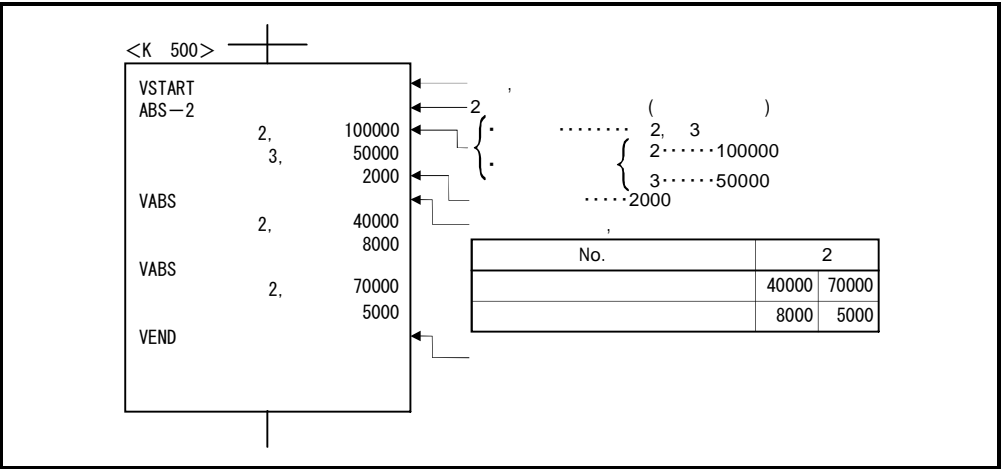 <K 500>
VSTART
,
ABS-2
2
( )
2, 100000
・ ········ 2, 3
3, 50000
・ 2······100000
2000
3······50000
·····2000
VABS
,
2, 40000
8000
No. 2
VABS
40000 70000
2, 70000
8000 5000
5000
VEND